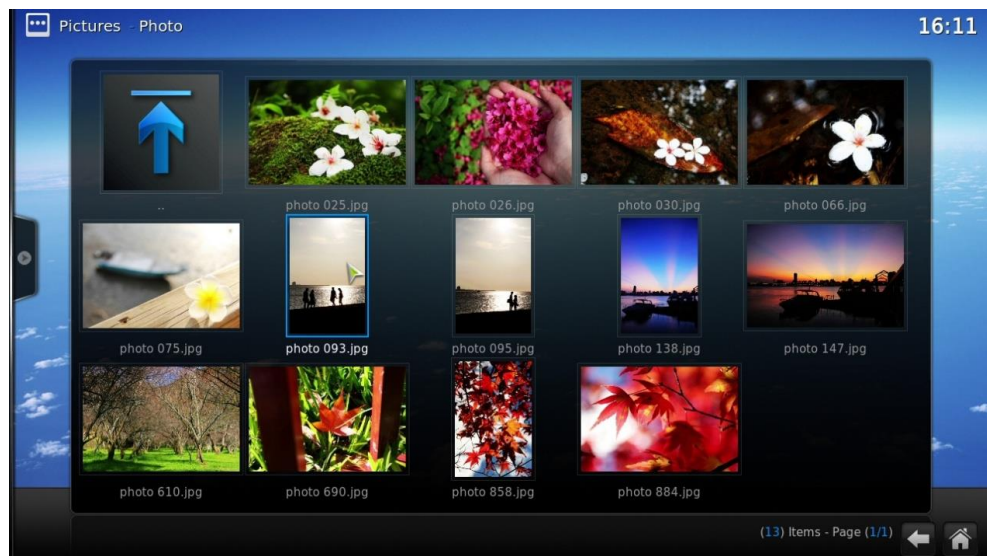 Pictures - Photo
16:11
..
photo 025.jpg
photo 026.jpg
photo 030.jpg
photo 066.jpg
photo 075.jpg
photo 093.jpg
photo 095.jpg
photo 138.jpg
photo 147.jpg
photo 610.jpg
photo 690.jpg
photo 858.jpg
photo 884.jpg
(13) Items - Page (1/1)